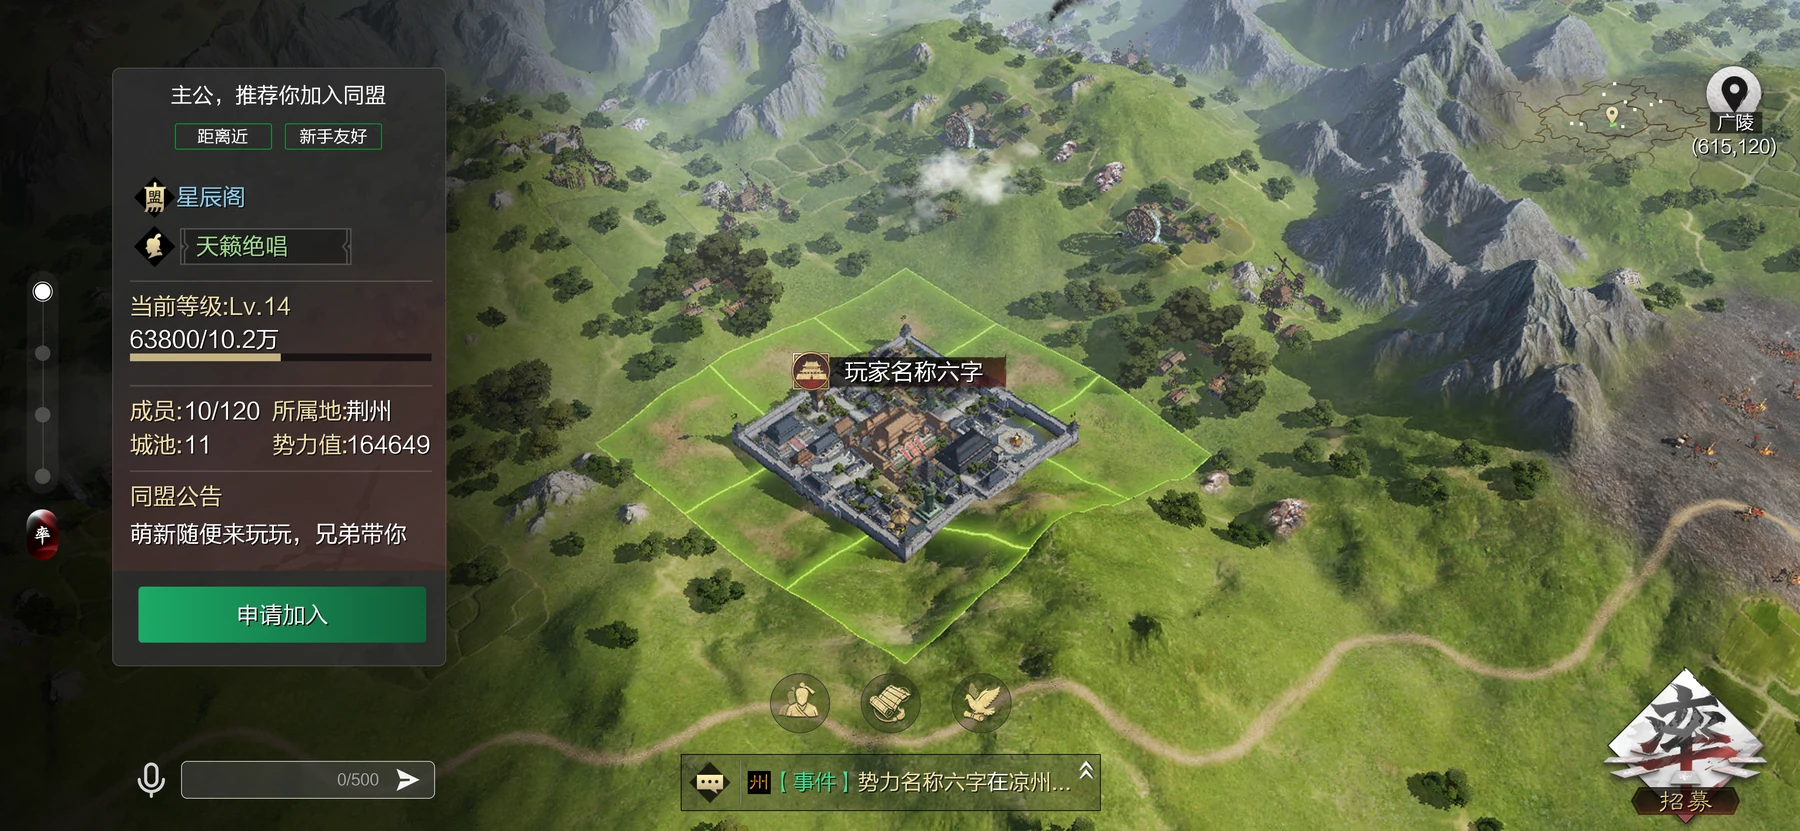 主公，推荐你加入同盟
距离近
新手友好
盟
星辰阁
天籁绝唱
当前等级:Lv.14
63800/10.2万
成员:10/120 所属地:荆州
城池:11 势力值:164649
同盟公告
萌新随便来玩玩，兄弟带你
申请加入
率
0/500
玩家名称六字
州【事件】势力名称六字在凉州...
广陵
(615,120)
率
招募